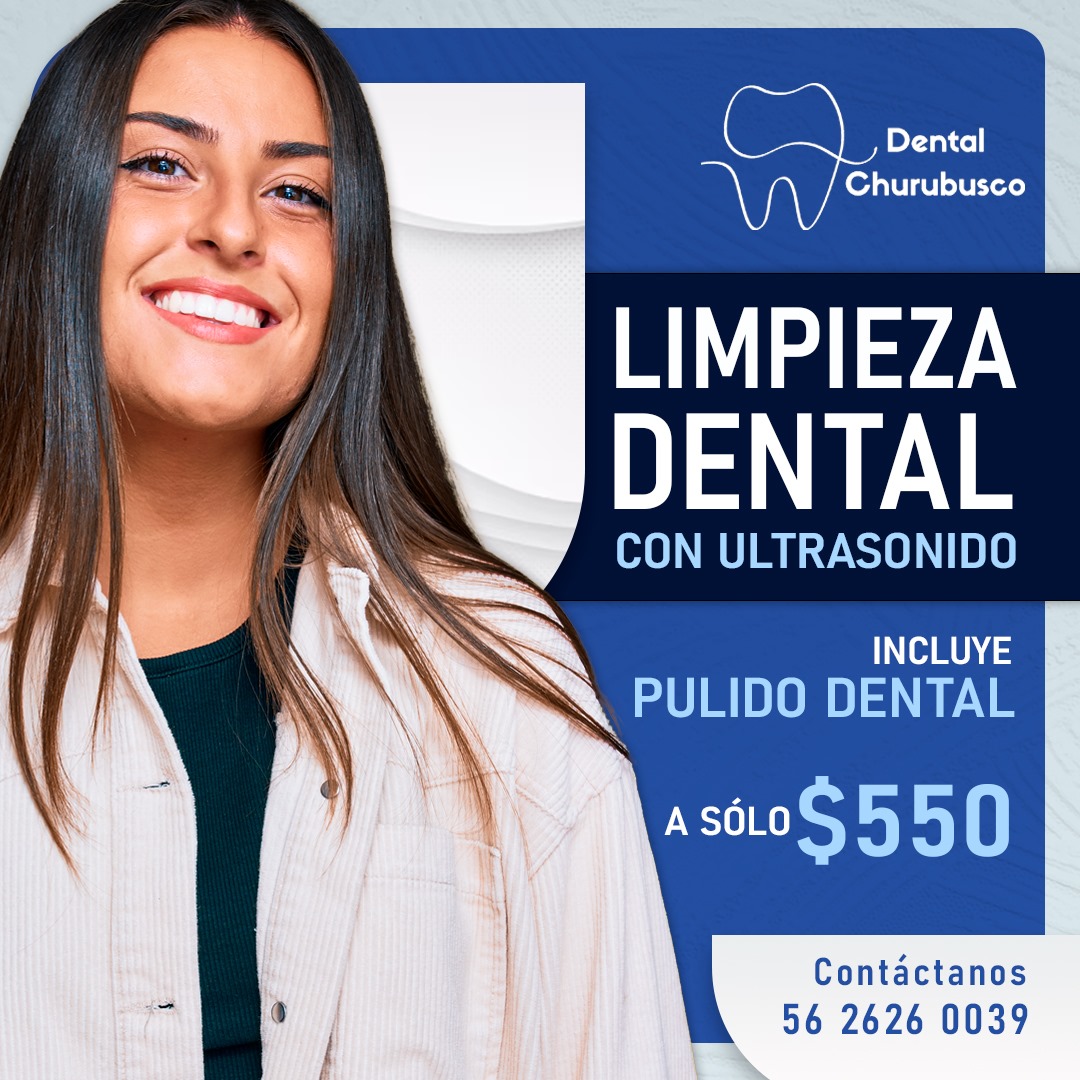 Dental
Churubusco
LIMPIEZA
DENTAL
CON ULTRASONIDO
INCLUYE
PULIDO DENTAL
A SÓLO $550
Contáctanos
56 2626 0039